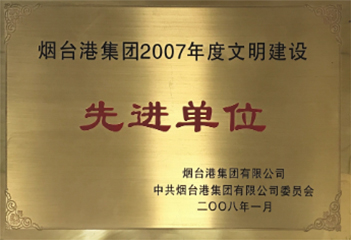 烟台港集团2007年度文明建设
先进单位
烟台港集团有限公司
中共烟台港集团有限公司委员会
二〇〇八年一月